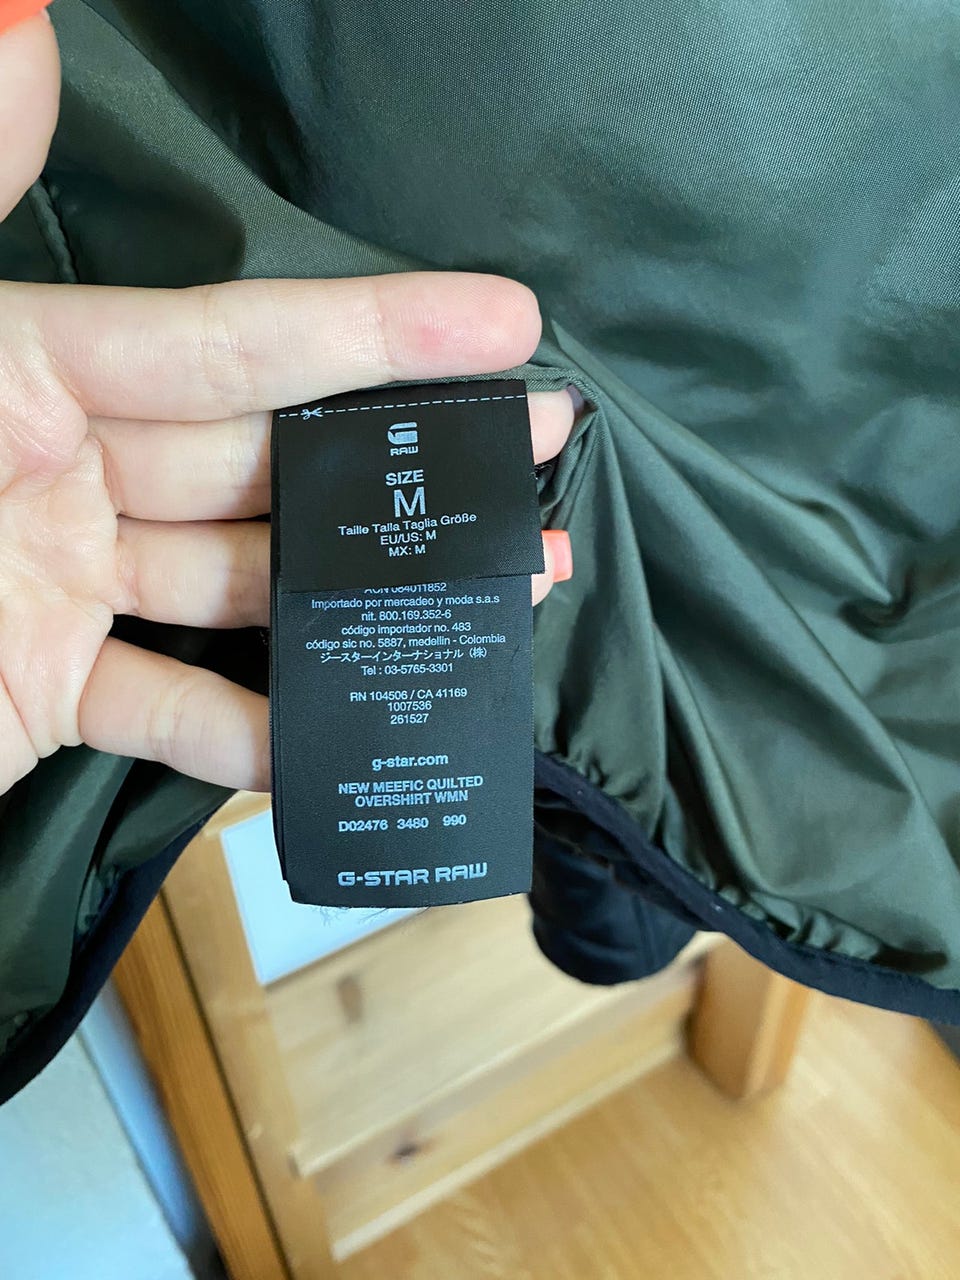 RAW
SIZE
M
Taille Talla Taglia Größe
EU/US: M
MX: M
ACN 084011852
Importado por mercadeo y moda s.a.s
nit. 800.169.352-6
código importador no. 483
código sic no. 5887, medellin - Colombia
ジースターインターナショナル (株)
Tel : 03-5765-3301
RN 104506 / CA 41169
1007536
261527
g-star.com
NEW MEEFIC QUILTED
OVERSHIRT WMN
D02476 3480 990
G-STAR RAW